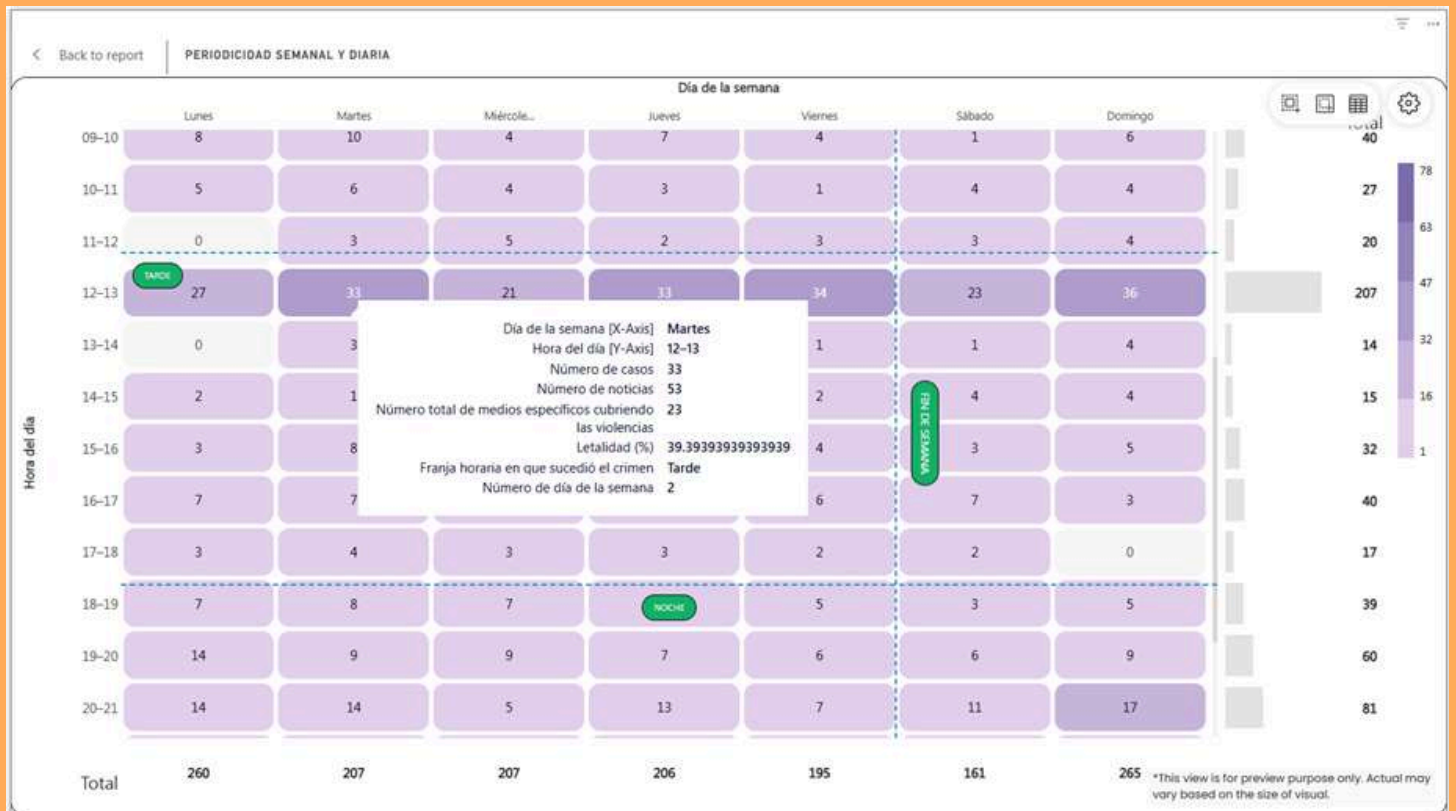 Back to report
PERIODICIDAD SEMANAL Y DIARIA
Día de la semana
Lunes Martes Miércole... Jueves Viernes Sábado Domingo
Total
09–10 8 10 4 7 4 1 6 40
10–11 5 6 4 3 1 4 4 27
11–12 0 3 5 2 3 3 4 20
TARDE
12–13 27 33 21 33 34 23 36 207
13–14 0 3 1 1 4 14
14–15 2 1 2 4 4 15
15–16 3 8 4 3 5 32
16–17 7 7 6 7 3 40
17–18 3 4 3 3 2 2 0 17
18–19 7 8 7 NOCHE 5 3 5 39
19–20 14 9 9 7 6 6 9 60
20–21 14 14 5 13 7 11 17 81
Total 260 207 207 206 195 161 265
Hora del día
Día de la semana [X-Axis] Martes
Hora del día [Y-Axis] 12–13
Número de casos 33
Número de noticias 53
Número total de medios específicos cubriendo 23
las violencias
Letalidad (%) 39.39393939393939
Franja horaria en que sucedió el crimen Tarde
Número de día de la semana 2
FIN DE SEMANA
78
63
47
32
16
1
*This view is for preview purpose only. Actual may
vary based on the size of visual.